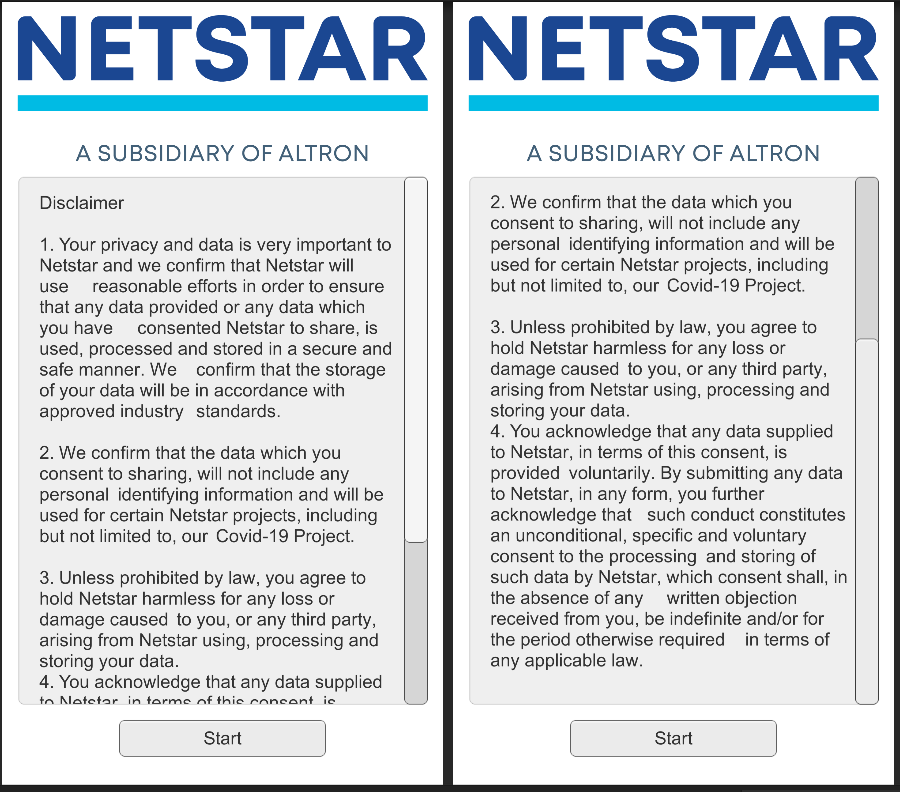 NETSTAR
A SUBSIDIARY OF ALTRON
Disclaimer
1. Your privacy and data is very important to
Netstar and we confirm that Netstar will
use reasonable efforts in order to ensure
that any data provided or any data which
you have consented Netstar to share, is
used, processed and stored in a secure and
safe manner. We confirm that the storage
of your data will be in accordance with
approved industry standards.
2. We confirm that the data which you
consent to sharing, will not include any
personal identifying information and will be
used for certain Netstar projects, including
but not limited to, our Covid-19 Project.
3. Unless prohibited by law, you agree to
hold Netstar harmless for any loss or
damage caused to you, or any third party,
arising from Netstar using, processing and
storing your data.
4. You acknowledge that any data supplied
to Netstar, in terms of this consent, is
Start
NETSTAR
A SUBSIDIARY OF ALTRON
2. We confirm that the data which you
consent to sharing, will not include any
personal identifying information and will be
used for certain Netstar projects, including
but not limited to, our Covid-19 Project.
3. Unless prohibited by law, you agree to
hold Netstar harmless for any loss or
damage caused to you, or any third party,
arising from Netstar using, processing and
storing your data.
4. You acknowledge that any data supplied
to Netstar, in terms of this consent, is
provided voluntarily. By submitting any data
to Netstar, in any form, you further
acknowledge that such conduct constitutes
an unconditional, specific and voluntary
consent to the processing and storing of
such data by Netstar, which consent shall, in
the absence of any written objection
received from you, be indefinite and/or for
the period otherwise required in terms of
any applicable law.
Start